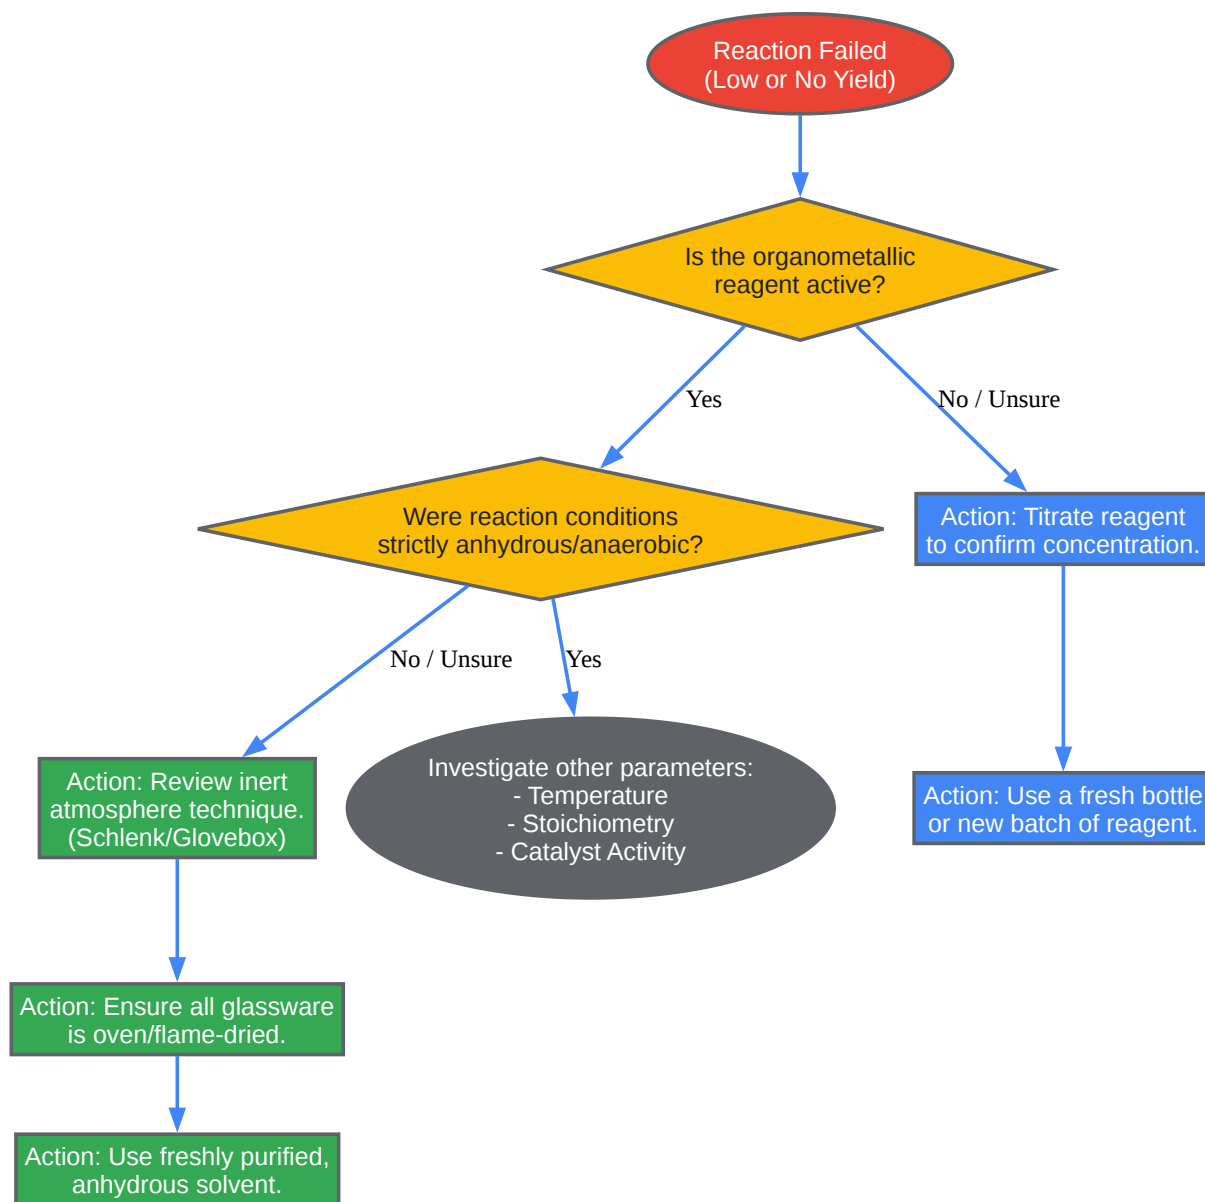 Reaction Failed
(Low or No Yield)
Is the organometallic
reagent active?
Yes
No / Unsure
Were reaction conditions
strictly anhydrous/anaerobic?
Action: Titrate reagent
to confirm concentration.
No / Unsure
Yes
Action: Review inert
atmosphere technique.
(Schlenk/Glovebox)
Investigate other parameters:
- Temperature
- Stoichiometry
- Catalyst Activity
Action: Use a fresh bottle
or new batch of reagent.
Action: Ensure all glassware
is oven/flame-dried.
Action: Use freshly purified,
anhydrous solvent.